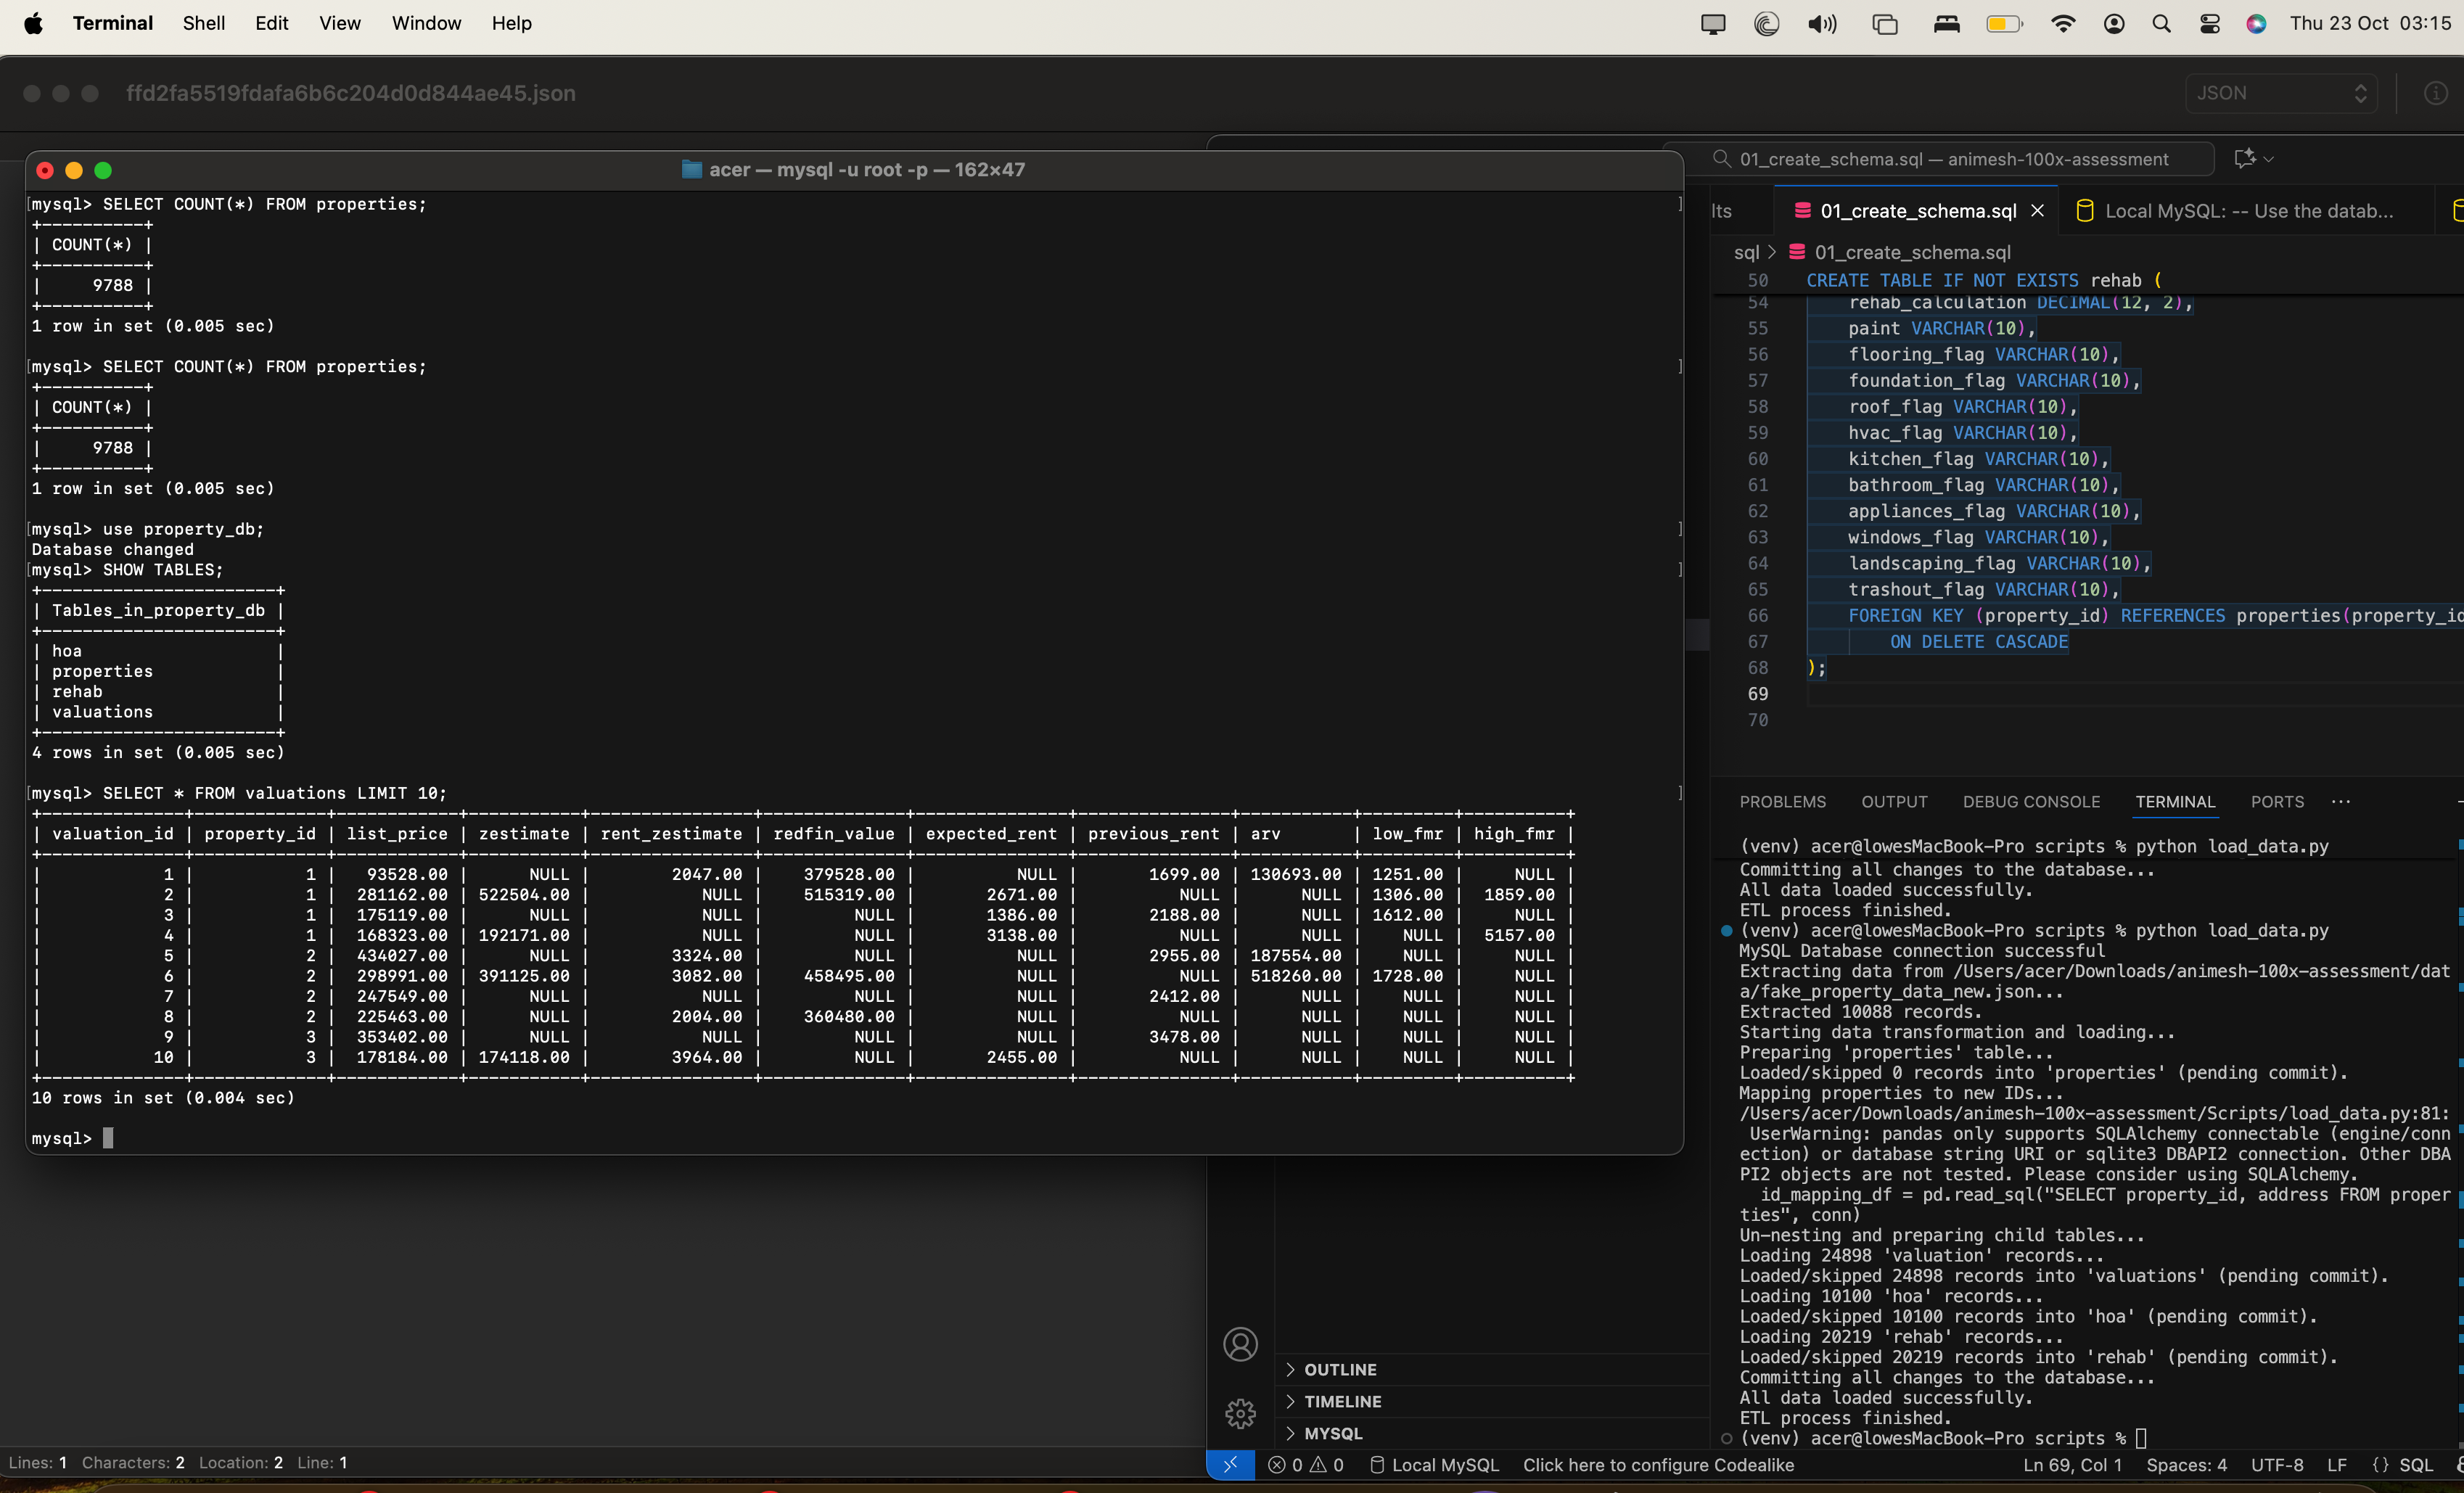 Terminal Shell Edit View Window Help Thu 23 Oct 03:15
ffd2fa5519fdafa6b6c204d0d844ae45.json JSON
acer — mysql -u root -p — 162×47
mysql> SELECT COUNT(*) FROM properties;
+----------+
| COUNT(*) |
+----------+
|     9788 |
+----------+
1 row in set (0.005 sec)
mysql> SELECT COUNT(*) FROM properties;
+----------+
| COUNT(*) |
+----------+
|     9788 |
+----------+
1 row in set (0.005 sec)
mysql> use property_db;
Database changed
mysql> SHOW TABLES;
+-----------------------+
| Tables_in_property_db |
+-----------------------+
| hoa                   |
| properties            |
| rehab                 |
| valuations            |
+-----------------------+
4 rows in set (0.005 sec)
mysql> SELECT * FROM valuations LIMIT 10;
+--------------+-------------+------------+-----------+----------------+--------------+---------------+---------------+-----------+---------+----------+
| valuation_id | property_id | list_price | zestimate | rent_zestimate | redfin_value | expected_rent | previous_rent | arv | low_fmr | high_fmr |
+--------------+-------------+------------+-----------+----------------+--------------+---------------+---------------+-----------+---------+----------+
| 1 | 1 | 93528.00 | NULL | 2047.00 | 379528.00 | NULL | 1699.00 | 130693.00 | 1251.00 | NULL |
| 2 | 1 | 281162.00 | 522504.00 | NULL | 515319.00 | 2671.00 | NULL | NULL | 1306.00 | 1859.00 |
| 3 | 1 | 175119.00 | NULL | NULL | NULL | 1386.00 | 2188.00 | NULL | 1612.00 | NULL |
| 4 | 1 | 168323.00 | 192171.00 | NULL | NULL | 3138.00 | NULL | NULL | NULL | 5157.00 |
| 5 | 2 | 434027.00 | NULL | 3324.00 | NULL | NULL | 2955.00 | 187554.00 | NULL | NULL |
| 6 | 2 | 298991.00 | 391125.00 | 3082.00 | 458495.00 | NULL | NULL | 518260.00 | 1728.00 | NULL |
| 7 | 2 | 247549.00 | NULL | NULL | NULL | NULL | 2412.00 | NULL | NULL | NULL |
| 8 | 2 | 225463.00 | NULL | 2004.00 | 360480.00 | NULL | NULL | NULL | NULL | NULL |
| 9 | 3 | 353402.00 | NULL | NULL | NULL | NULL | 3478.00 | NULL | NULL | NULL |
| 10 | 3 | 178184.00 | 174118.00 | 3964.00 | NULL | 2455.00 | NULL | NULL | NULL | NULL |
+--------------+-------------+------------+-----------+----------------+--------------+---------------+---------------+-----------+---------+----------+
10 rows in set (0.004 sec)
mysql>
01_create_schema.sql — animesh-100x-assessment
lts 01_create_schema.sql Local MySQL: -- Use the datab...
sql > 01_create_schema.sql
50 CREATE TABLE IF NOT EXISTS rehab (
54 rehab_calculation DECIMAL(12, 2),
55 paint VARCHAR(10),
56 flooring_flag VARCHAR(10),
57 foundation_flag VARCHAR(10),
58 roof_flag VARCHAR(10),
59 hvac_flag VARCHAR(10),
60 kitchen_flag VARCHAR(10),
61 bathroom_flag VARCHAR(10),
62 appliances_flag VARCHAR(10),
63 windows_flag VARCHAR(10),
64 landscaping_flag VARCHAR(10),
65 trashout_flag VARCHAR(10),
66 FOREIGN KEY (property_id) REFERENCES properties(property_id
67 ON DELETE CASCADE
68 );
69
70
PROBLEMS OUTPUT DEBUG CONSOLE TERMINAL PORTS ...
(venv) acer@lowesMacBook-Pro scripts % python load_data.py
Committing all changes to the database...
All data loaded successfully.
ETL process finished.
(venv) acer@lowesMacBook-Pro scripts % python load_data.py
MySQL Database connection successful
Extracting data from /Users/acer/Downloads/animesh-100x-assessment/dat
a/fake_property_data_new.json...
Extracted 10088 records.
Starting data transformation and loading...
Preparing 'properties' table...
Loaded/skipped 0 records into 'properties' (pending commit).
Mapping properties to new IDs...
/Users/acer/Downloads/animesh-100x-assessment/Scripts/load_data.py:81:
 UserWarning: pandas only supports SQLAlchemy connectable (engine/conn
ection) or database string URI or sqlite3 DBAPI2 connection. Other DBA
PI2 objects are not tested. Please consider using SQLAlchemy.
  id_mapping_df = pd.read_sql("SELECT property_id, address FROM proper
ties", conn)
Un-nesting and preparing child tables...
Loading 24898 'valuation' records...
Loaded/skipped 24898 records into 'valuations' (pending commit).
Loading 10100 'hoa' records...
Loaded/skipped 10100 records into 'hoa' (pending commit).
Loading 20219 'rehab' records...
Loaded/skipped 20219 records into 'rehab' (pending commit).
Committing all changes to the database...
All data loaded successfully.
ETL process finished.
(venv) acer@lowesMacBook-Pro scripts %
OUTLINE
TIMELINE
MYSQL
Lines: 1 Characters: 2 Location: 2 Line: 1
0 0 Local MySQL Click here to configure Codealike Ln 69, Col 1 Spaces: 4 UTF-8 LF {} SQL